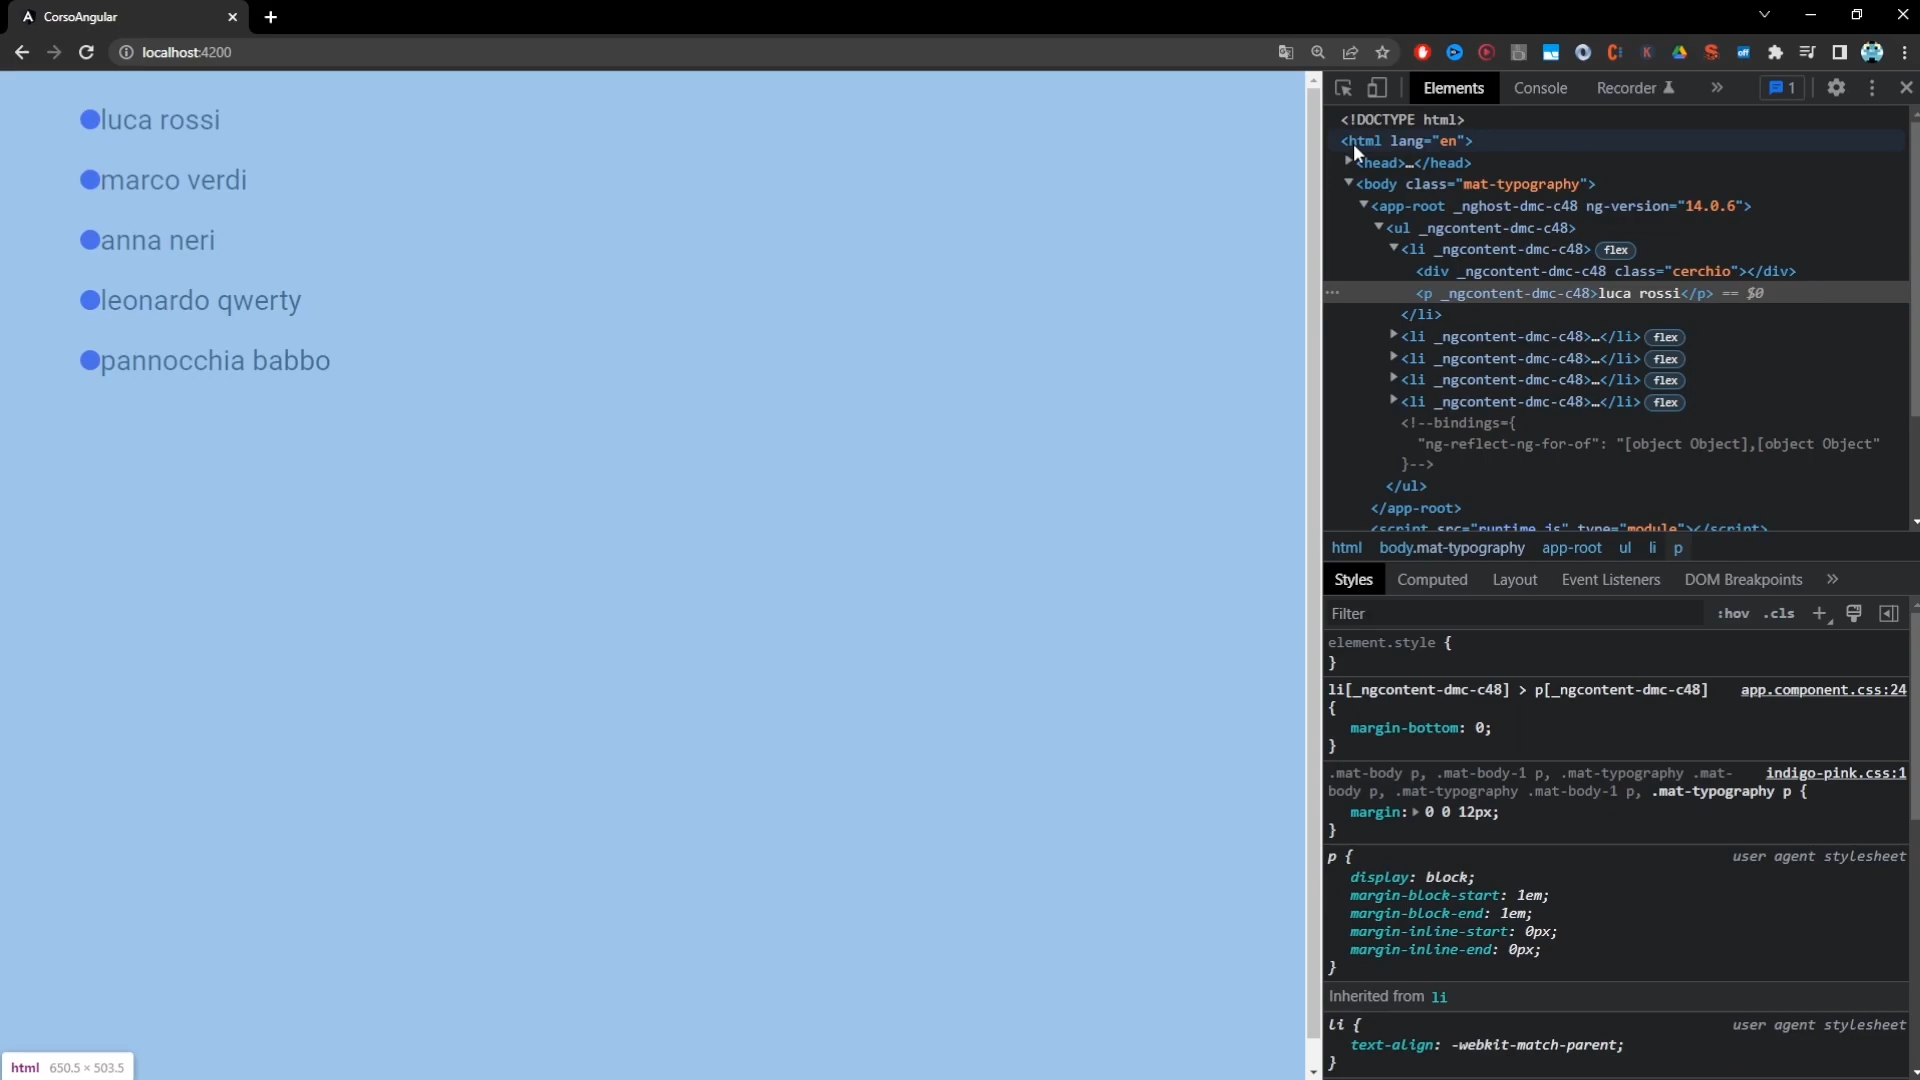 CorsoAngular
localhost:4200
luca rossi
marco verdi
anna neri
leonardo qwerty
pannocchia babbo
html 650.5 × 503.5
Elements Console Recorder 1
<!DOCTYPE html>
<html lang="en">
<head>…</head>
<body class="mat-typography">
<app-root _nghost-dmc-c48 ng-version="14.0.6">
<ul _ngcontent-dmc-c48>
<li _ngcontent-dmc-c48> flex
<div _ngcontent-dmc-c48 class="cerchio"></div>
<p _ngcontent-dmc-c48>luca rossi</p> == $0
</li>
<li _ngcontent-dmc-c48>…</li> flex
<li _ngcontent-dmc-c48>…</li> flex
<li _ngcontent-dmc-c48>…</li> flex
<li _ngcontent-dmc-c48>…</li> flex
<!--bindings={
"ng-reflect-ng-for-of": "[object Object],[object Object"
}-->
</ul>
</app-root>
<script src="runtime.js" type="module"></script>
html body.mat-typography app-root ul li p
Styles Computed Layout Event Listeners DOM Breakpoints
Filter :hov .cls
element.style {
}
li[_ngcontent-dmc-c48] > p[_ngcontent-dmc-c48] app.component.css:24
{
margin-bottom: 0;
}
.mat-body p, .mat-body-1 p, .mat-typography .mat- indigo-pink.css:1
body p, .mat-typography .mat-body-1 p, .mat-typography p {
margin: 0 0 12px;
}
p { user agent stylesheet
display: block;
margin-block-start: 1em;
margin-block-end: 1em;
margin-inline-start: 0px;
margin-inline-end: 0px;
}
Inherited from li
li { user agent stylesheet
text-align: -webkit-match-parent;
}